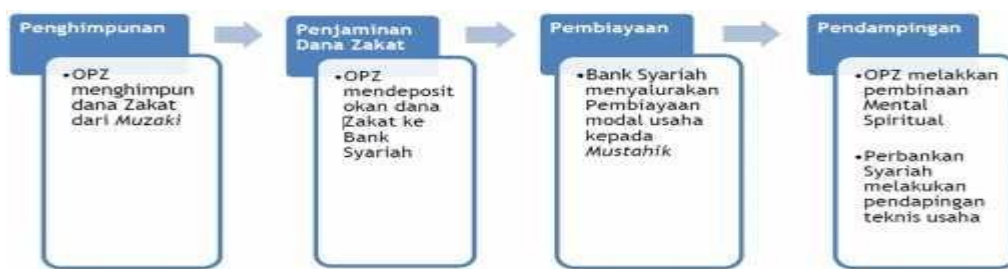 Penghimpunan
•OPZ
menghimpun
dana Zakat
dari Muzaki
Penjaminan
Dana Zakat
•OPZ
mendeposit
okan dana
Zakat ke
Bank
Syariah
Pembiayaan
•Bank Syariah
menyalurakan
Pembiayaan
modal usaha
kepada
Mustahik
Pendampingan
•OPZ melakkan
pembinaan
Mental
Spiritual
•Perbankan
Syariah
melakukan
pendapingan
teknis usaha